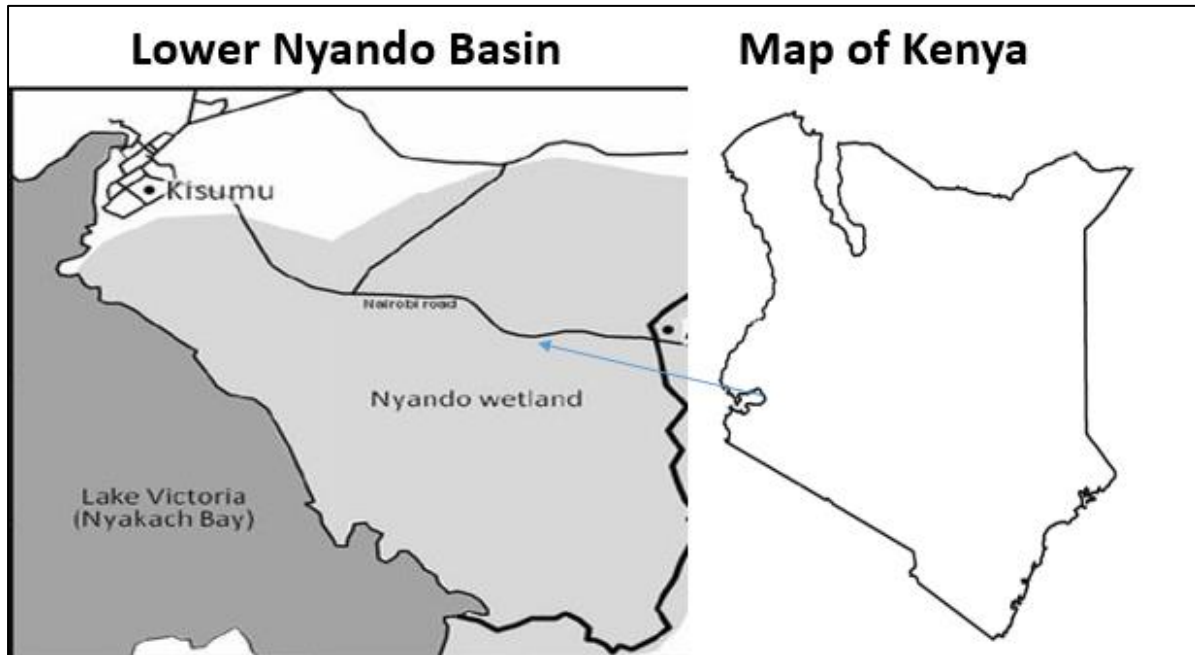 Lower Nyando Basin
Map of Kenya
Kisumu
Nairobi road
Nyando wetland
Lake Victoria
(Nyakach Bay)